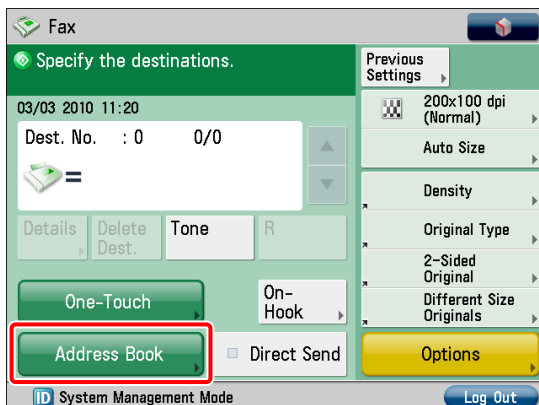 Fax
Specify the destinations.
Previous
Settings
03/03 2010 11:20
200x100 dpi
(Normal)
Dest. No. : 0 0/0
Auto Size
=
Density
Details
Delete
Dest.
Tone
R
Original Type
2-Sided
Original
One-Touch
On-
Hook
Different Size
Originals
Address Book
Direct Send
Options
ID System Management Mode
Log Out